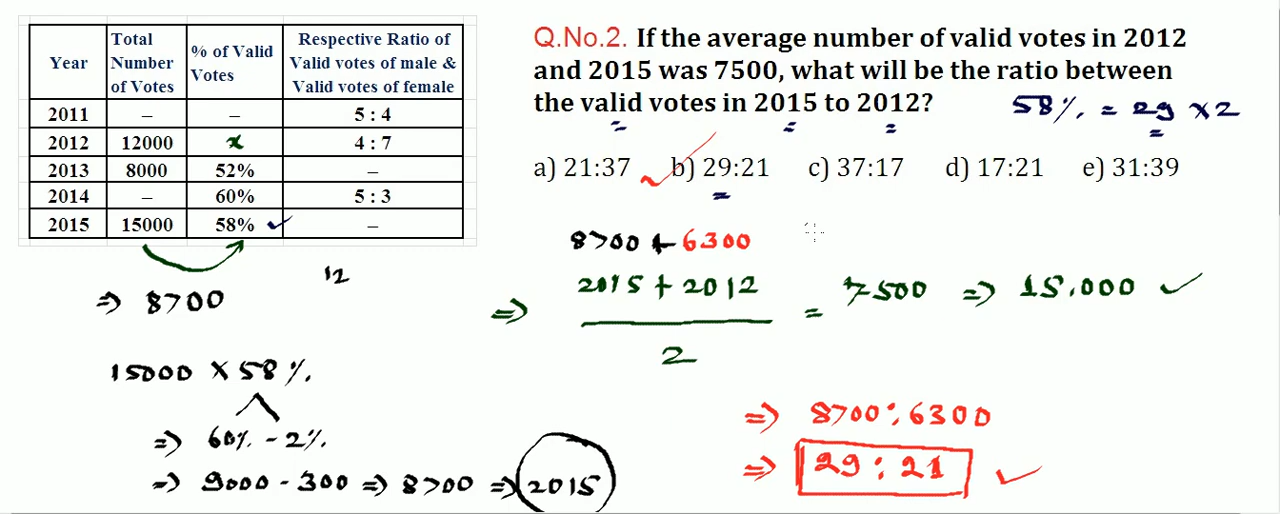 Year | Total Number of Votes | % of Valid Votes | Respective Ratio of Valid votes of male & Valid votes of female
2011 | – | – | 5 : 4
2012 | 12000 | x | 4 : 7
2013 | 8000 | 52% | –
2014 | – | 60% | 5 : 3
2015 | 15000 | 58% ✓ | –
⇒ 8700
12
15000 × 58%
⇒ 60% - 2%
⇒ 9000 - 300 ⇒ 8700 ⇒ 2015
Q.No.2. If the average number of valid votes in 2012
and 2015 was 7500, what will be the ratio between
the valid votes in 2015 to 2012?
58% = 29 × 2
a) 21:37 b) 29:21 c) 37:17 d) 17:21 e) 31:39
8700 + 6300
⇒ 2015 + 2012 / 2 = 7500 ⇒ 15,000 ✓
⇒ 8700 : 6300
⇒ 29 : 21 ✓